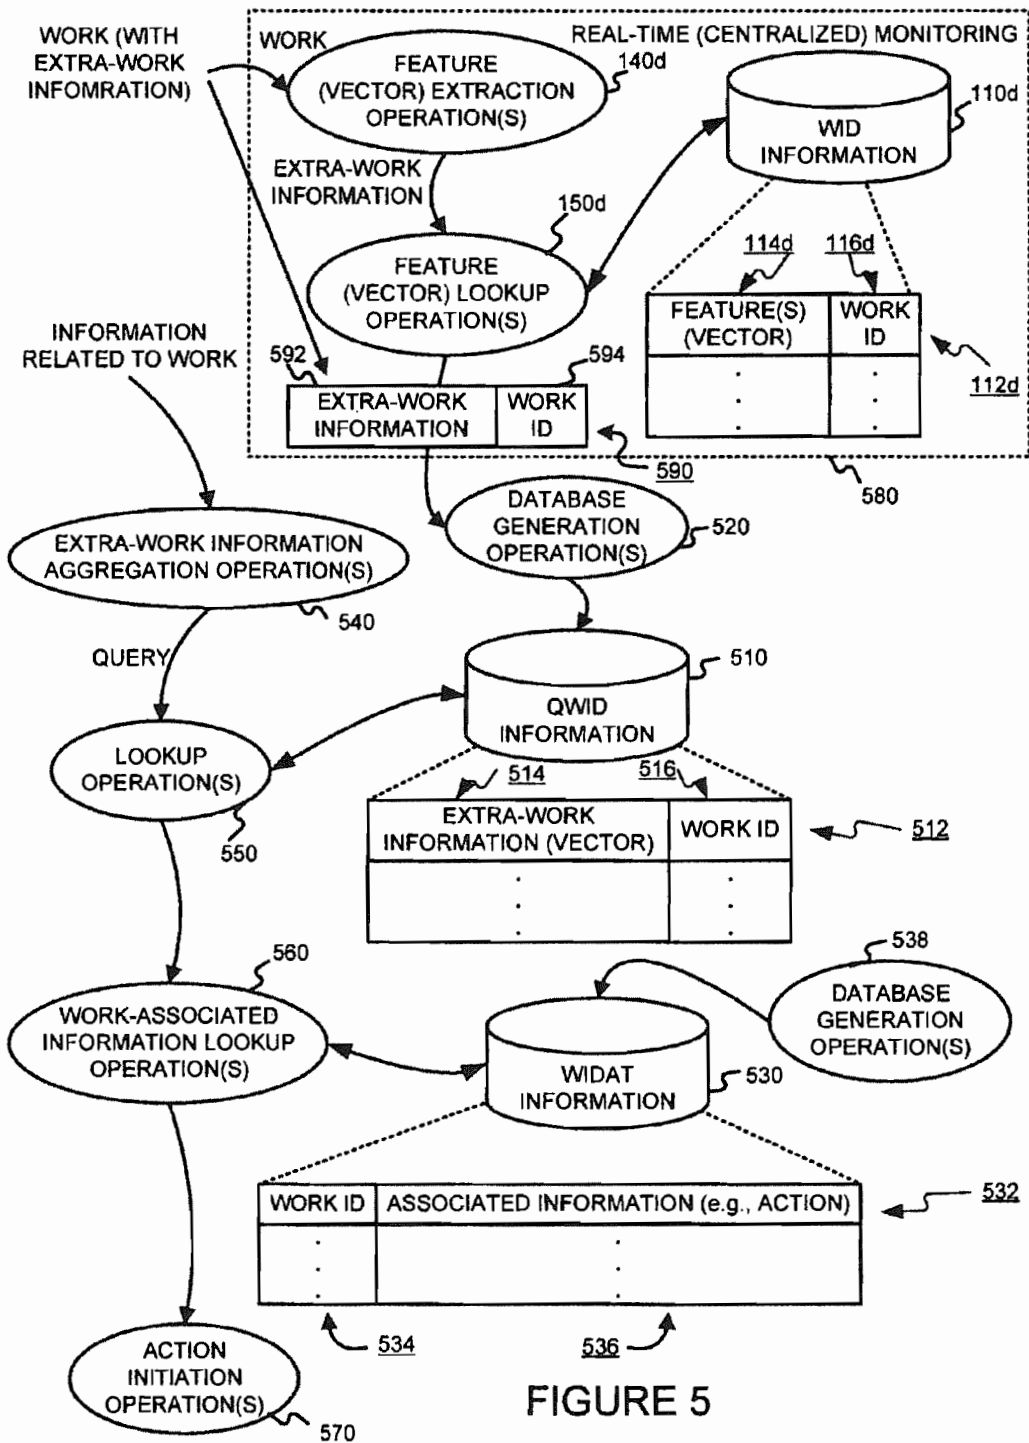 WORK (WITH
EXTRA-WORK
INFOMRATION)
WORK
REAL-TIME (CENTRALIZED) MONITORING
FEATURE
(VECTOR) EXTRACTION
OPERATION(S)
140d
WID
INFORMATION
110d
EXTRA-WORK
INFORMATION
150d
FEATURE
(VECTOR) LOOKUP
OPERATION(S)
114d
116d
FEATURE(S)
(VECTOR)
WORK
ID
112d
.
.
.
.
INFORMATION
RELATED TO WORK
592
594
EXTRA-WORK
INFORMATION
WORK
ID
590
580
DATABASE
GENERATION
OPERATION(S)
520
EXTRA-WORK INFORMATION
AGGREGATION OPERATION(S)
540
QUERY
QWID
INFORMATION
510
LOOKUP
OPERATION(S)
550
514
516
EXTRA-WORK
INFORMATION (VECTOR)
WORK ID
512
.
.
.
.
560
WORK-ASSOCIATED
INFORMATION LOOKUP
OPERATION(S)
538
DATABASE
GENERATION
OPERATION(S)
WIDAT
INFORMATION
530
WORK ID
ASSOCIATED INFORMATION (e.g., ACTION)
532
.
.
.
.
534
536
ACTION
INITIATION
OPERATION(S)
570
FIGURE 5